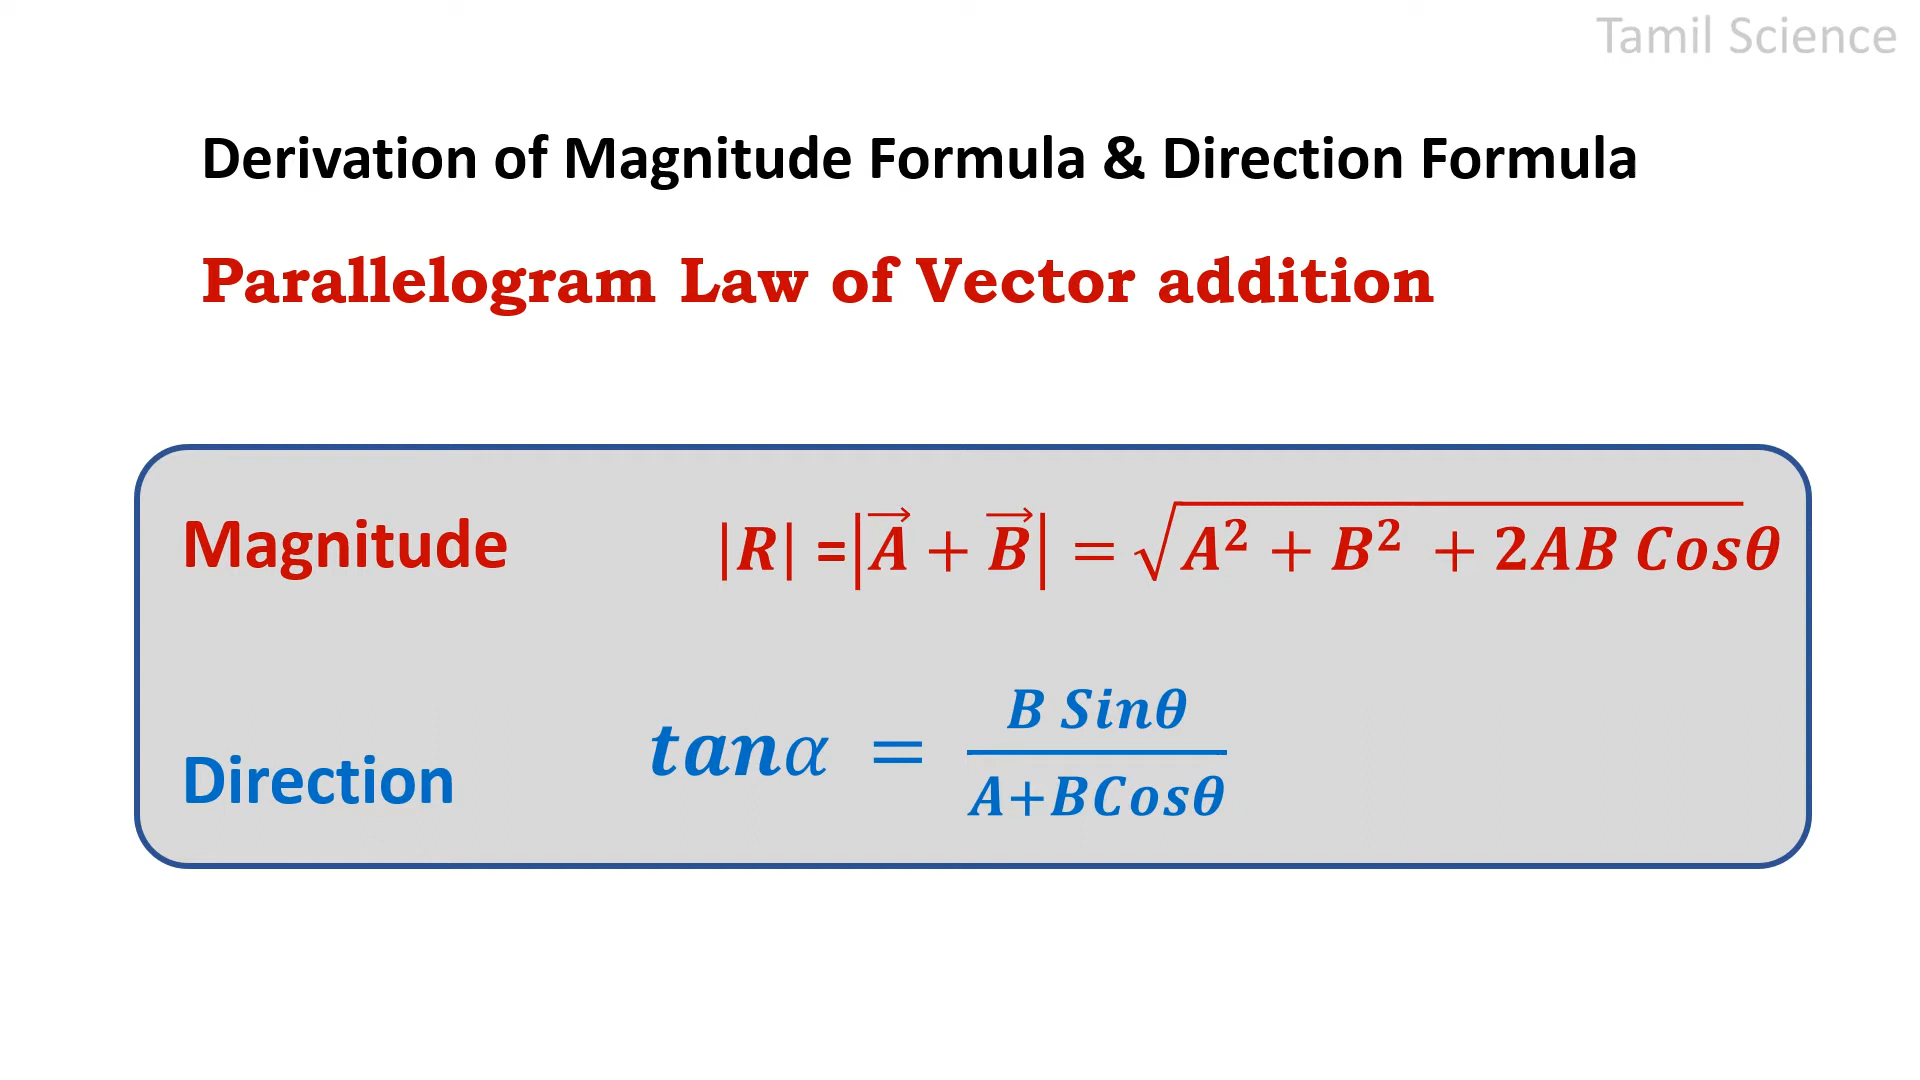 Tamil Science
Derivation of Magnitude Formula & Direction Formula
Parallelogram Law of Vector addition
Magnitude |R| =|A⃗ + B⃗| = √A² + B² + 2AB Cosθ
Direction tanα = B Sinθ / A+BCosθ